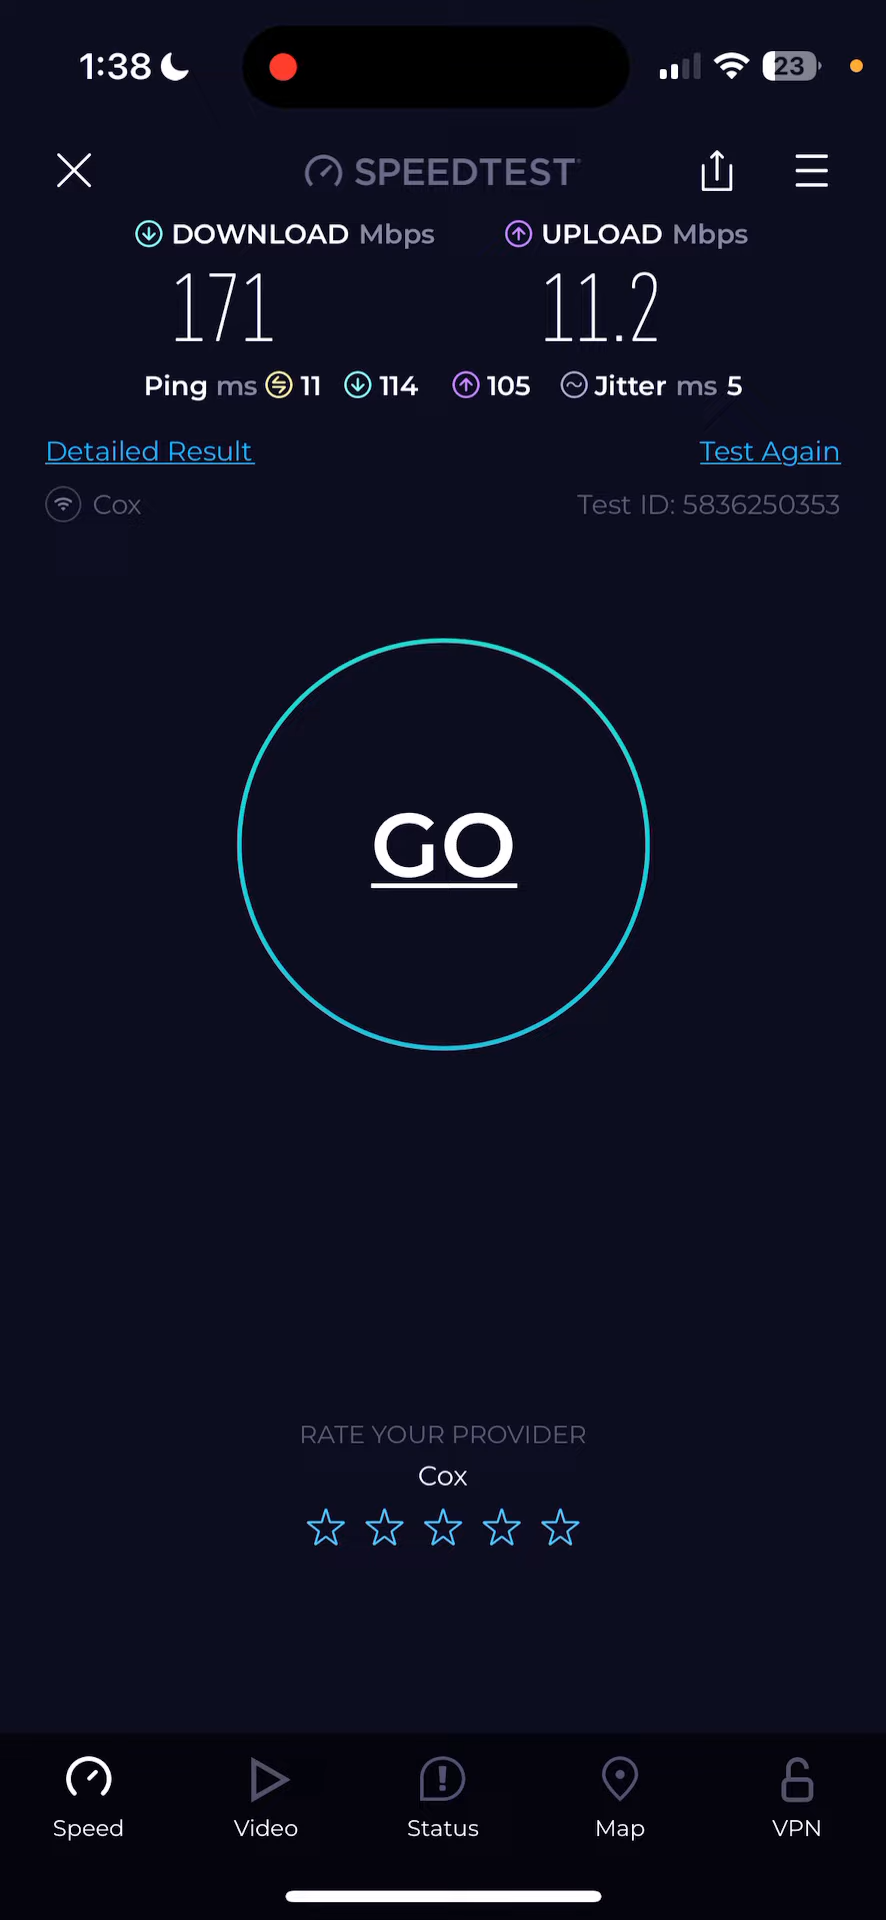 1:38 23
SPEEDTEST
DOWNLOAD Mbps UPLOAD Mbps
171 11.2
Ping ms 11 114 105 Jitter ms 5
Detailed Result Test Again
Cox Test ID: 5836250353
GO
RATE YOUR PROVIDER
Cox
Speed Video Status Map VPN